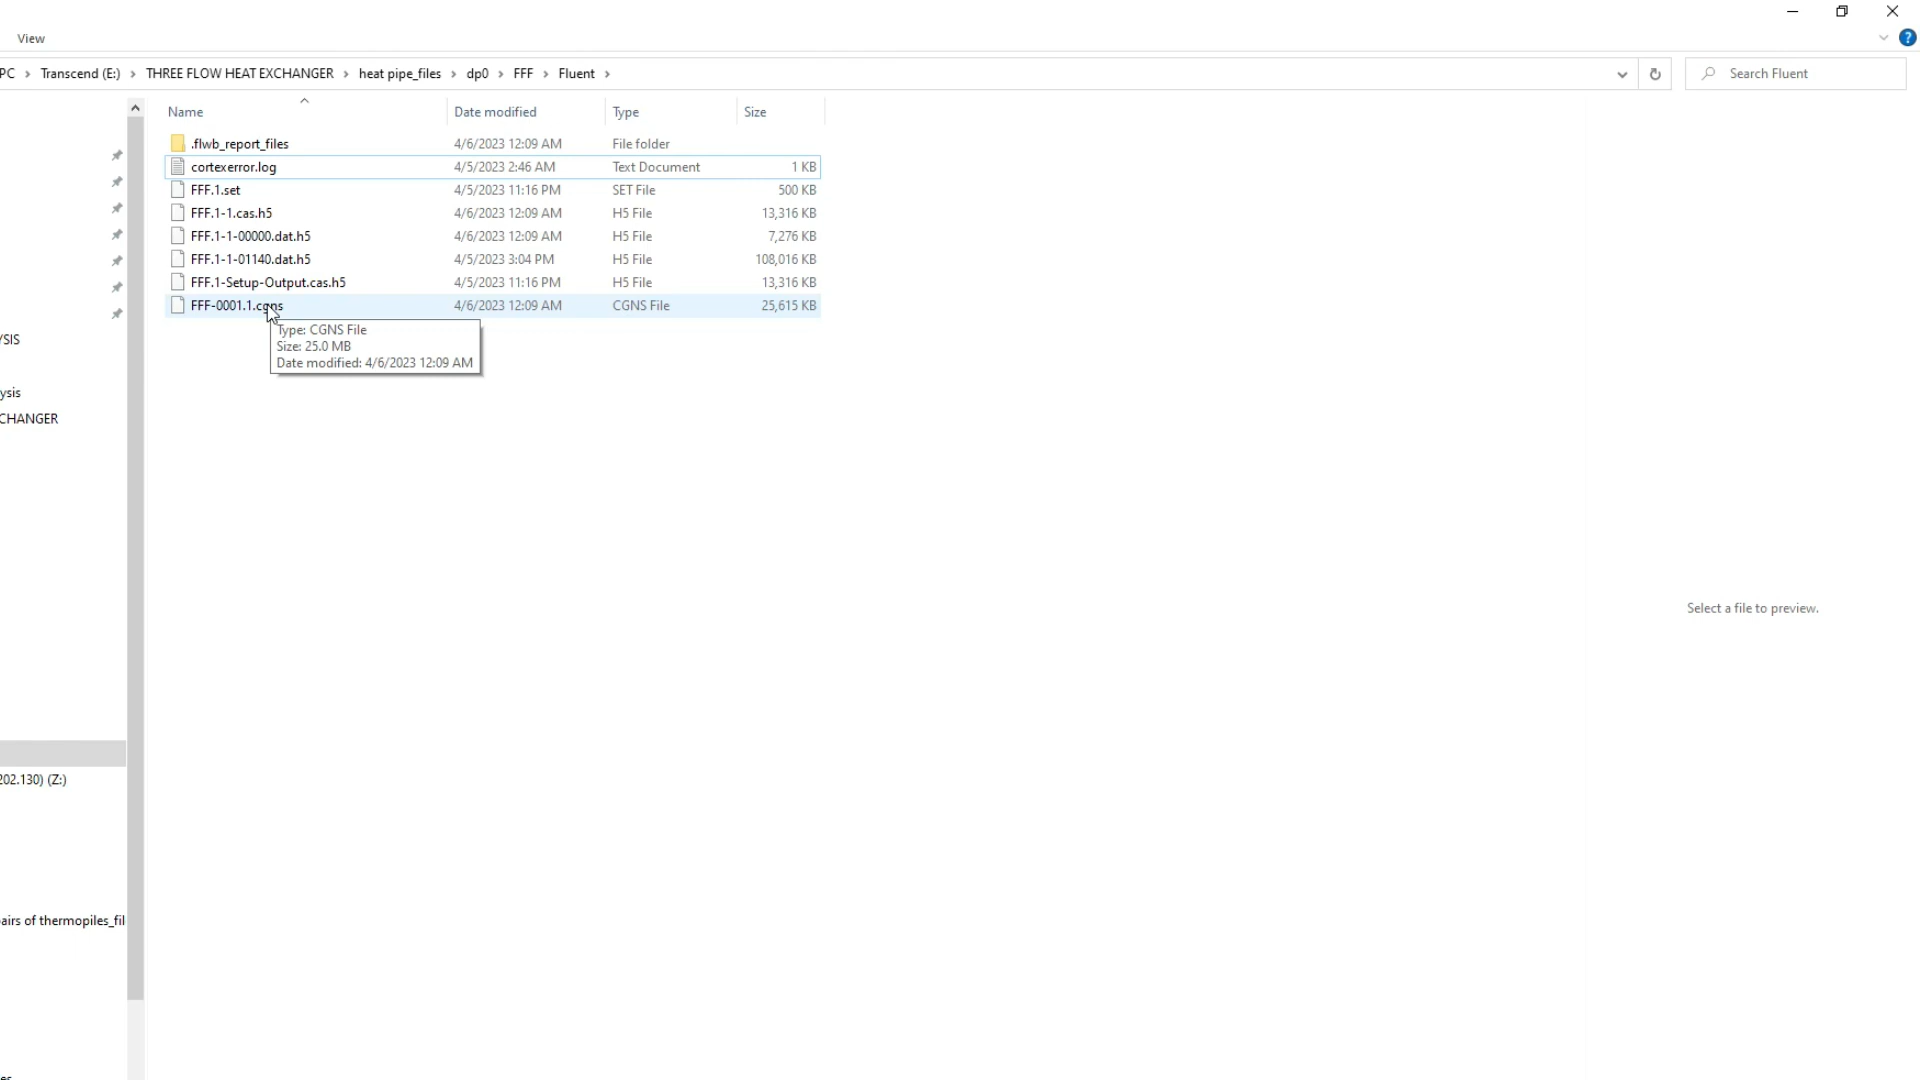 View
PC > Transcend (E:) > THREE FLOW HEAT EXCHANGER > heat pipe_files > dp0 > FFF > Fluent >
Search Fluent
Name Date modified Type Size
.flwb_report_files 4/6/2023 12:09 AM File folder
cortexerror.log 4/5/2023 2:46 AM Text Document 1 KB
FFF.1.set 4/5/2023 11:16 PM SET File 500 KB
FFF.1-1.cas.h5 4/6/2023 12:09 AM H5 File 13,316 KB
FFF.1-1-00000.dat.h5 4/6/2023 12:09 AM H5 File 7,276 KB
FFF.1-1-01140.dat.h5 4/5/2023 3:04 PM H5 File 108,016 KB
FFF.1-Setup-Output.cas.h5 4/5/2023 11:16 PM H5 File 13,316 KB
FFF-0001.1.cgns 4/6/2023 12:09 AM CGNS File 25,615 KB
Type: CGNS File
Size: 25.0 MB
Date modified: 4/6/2023 12:09 AM
YSIS
ysis
CHANGER
Select a file to preview.
202.130) (Z:)
airs of thermopiles_fil